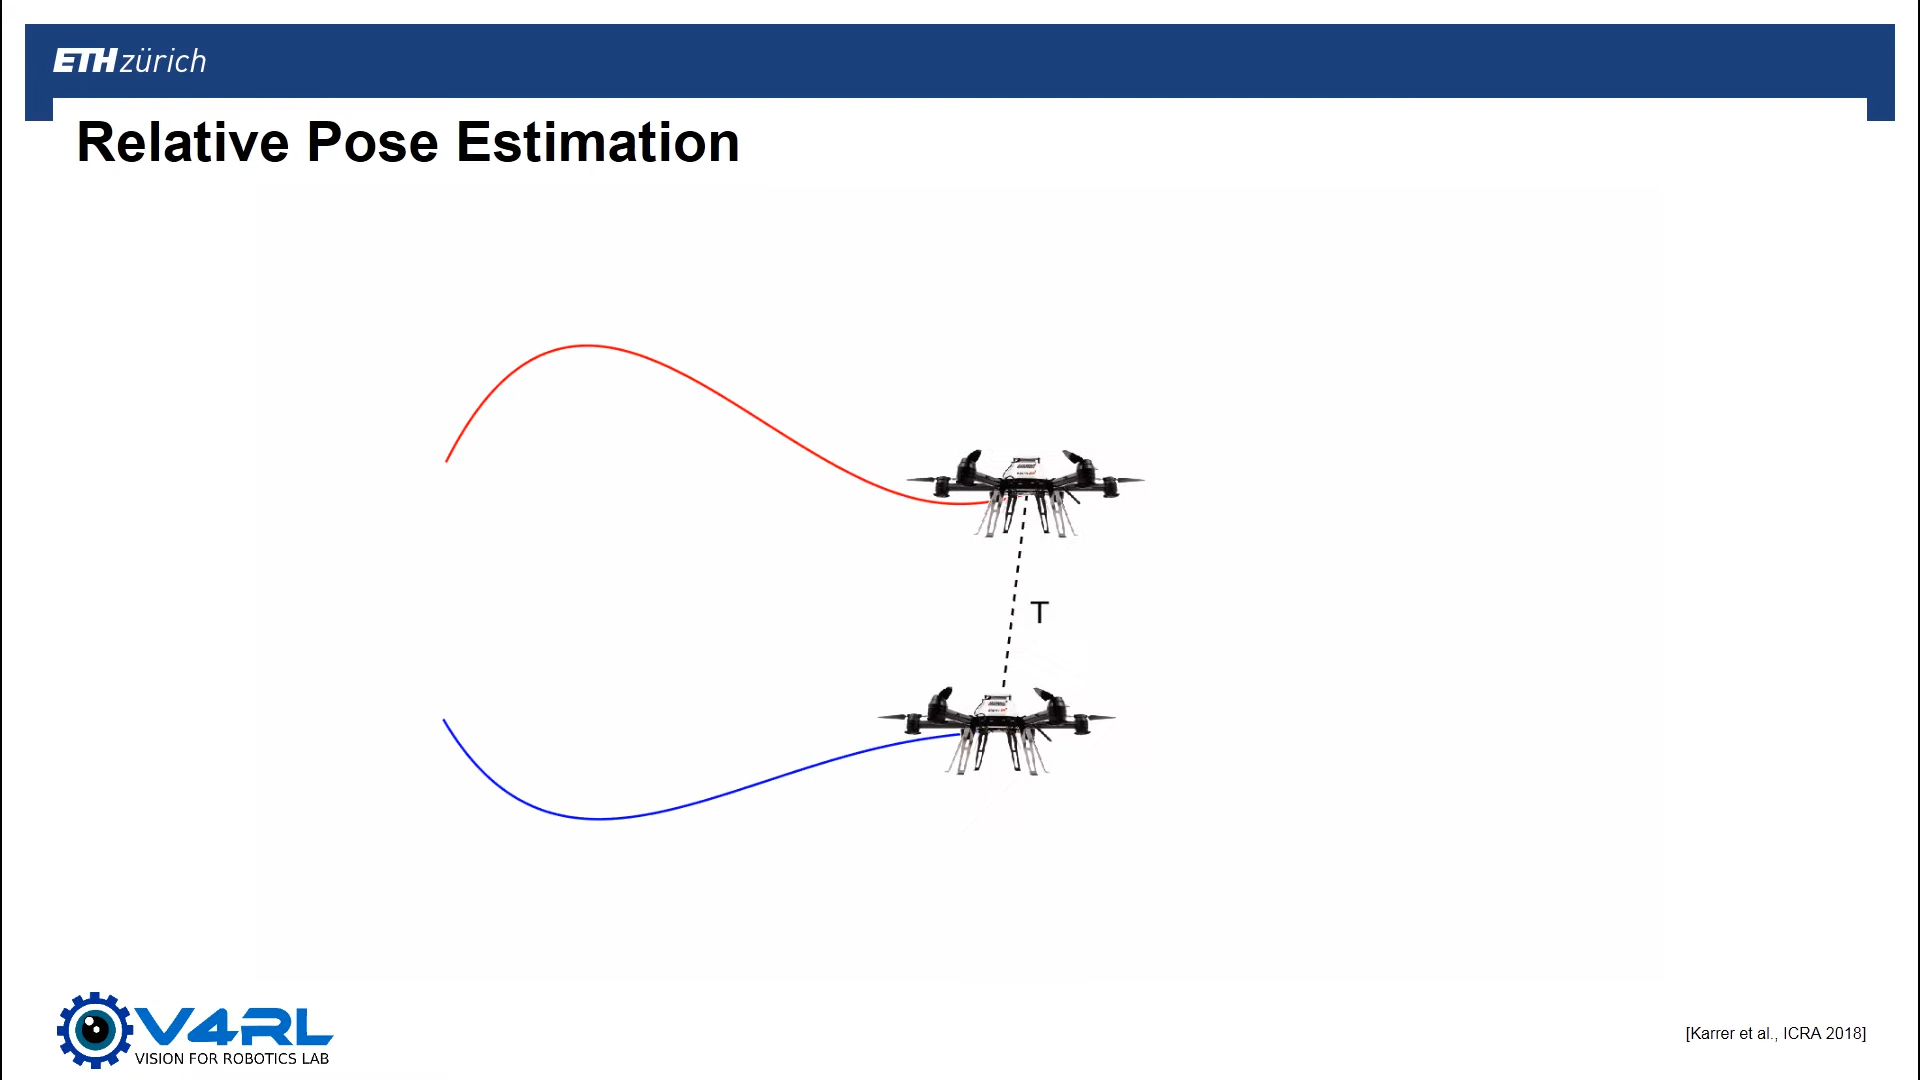 ETH zürich
Relative Pose Estimation
T
V4RL
VISION FOR ROBOTICS LAB
[Karrer et al., ICRA 2018]